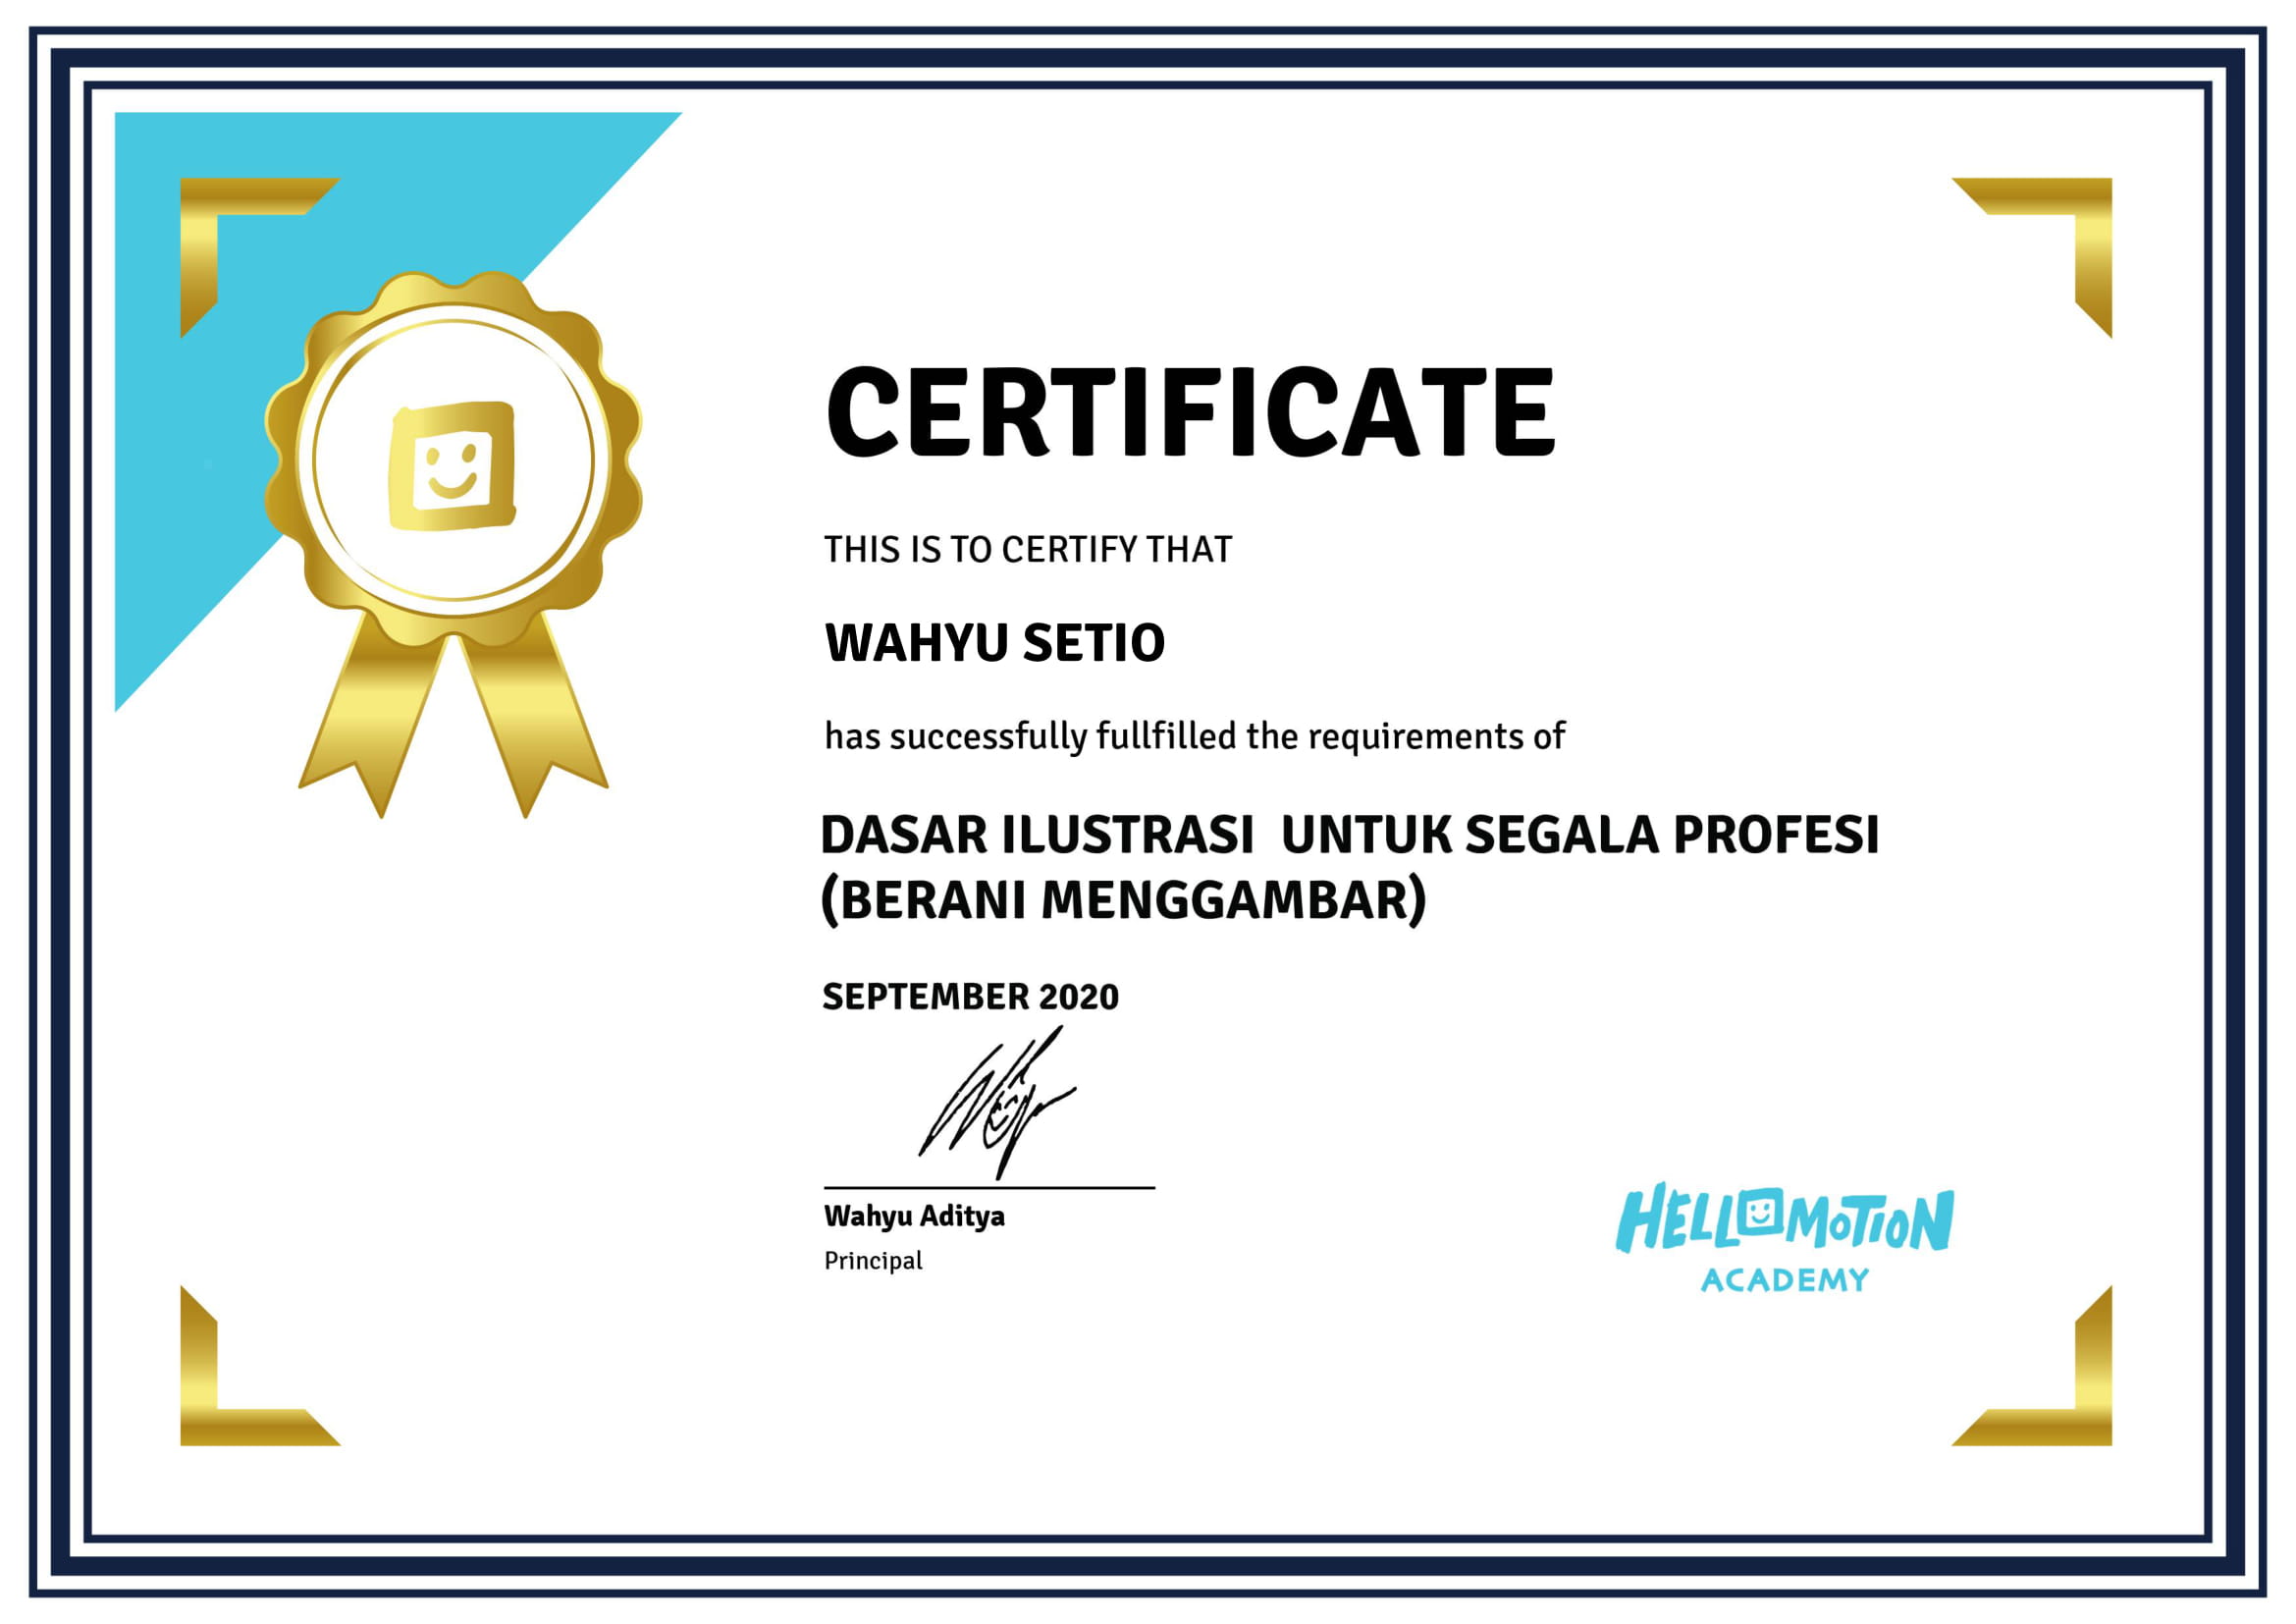 CERTIFICATE
THIS IS TO CERTIFY THAT
WAHYU SETIO
has successfully fullfilled the requirements of
DASAR ILUSTRASI  UNTUK SEGALA PROFESI
(BERANI MENGGAMBAR)
SEPTEMBER 2020
Wahyu Aditya
Principal
HELLOMOTION
ACADEMY